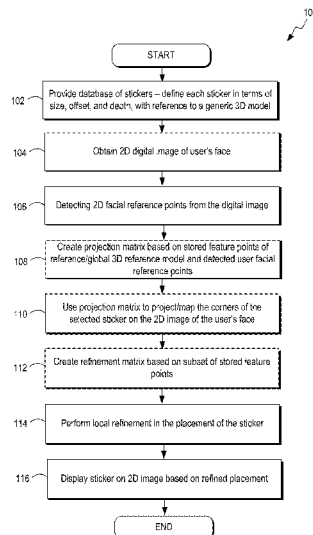 10
START
102
Provide database of stickers – define each sticker in terms of
size, offset, and depth, with reference to a generic 3D model
104
Obtain 2D digital image of user's face
106
Detecting 2D facial reference points from the digital image
108
Create projection matrix based on stored feature points of
reference/global 3D reference model and detected user facial
reference points
110
Use projection matrix to project/map the corners of the
selected sticker on the 2D image of the user's face
112
Create refinement matrix based on subset of stored feature
points
114
Perform local refinement in the placement of the sticker
116
Display sticker on 2D image based on refined placement
END